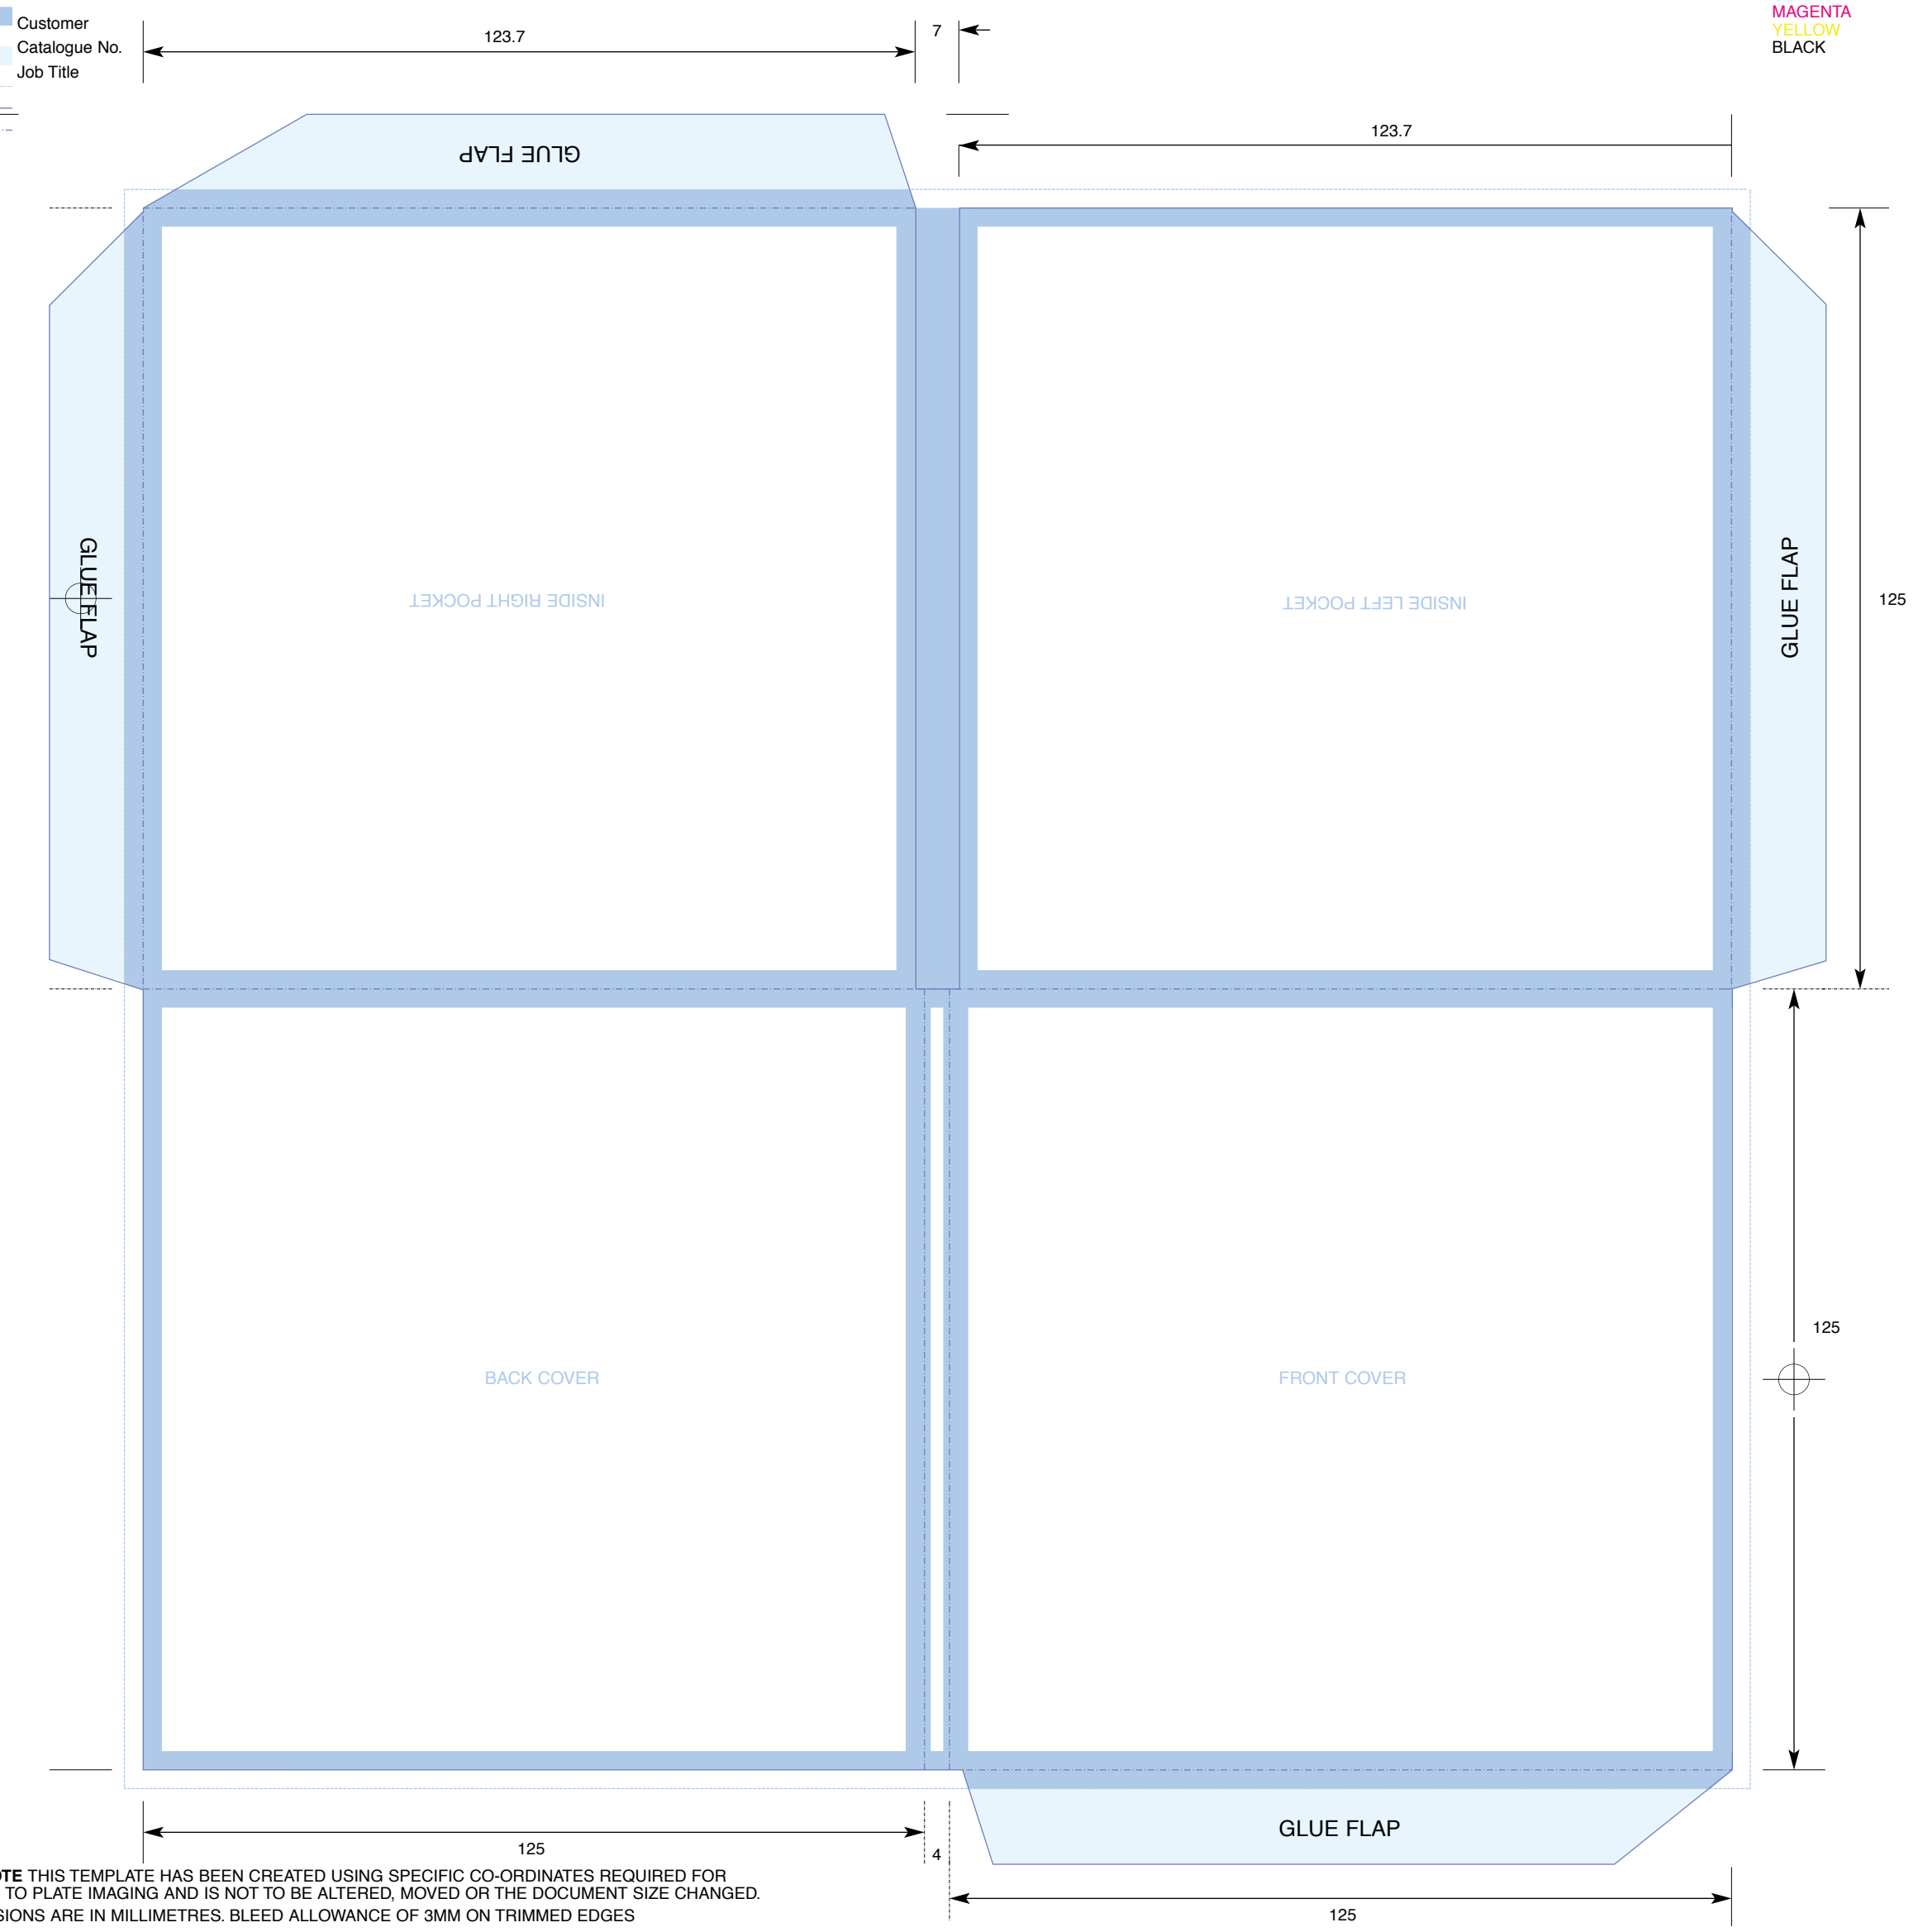 Customer
Catalogue No.
Job Title
123.7
7
MAGENTA
YELLOW
BLACK
123.7
GLUE FLAP
GLUE FLAP
INSIDE RIGHT POCKET
INSIDE LEFT POCKET
GLUE FLAP
125
125
BACK COVER
FRONT COVER
GLUE FLAP
125
4
THIS TEMPLATE HAS BEEN CREATED USING SPECIFIC CO-ORDINATES REQUIRED FOR
TO PLATE IMAGING AND IS NOT TO BE ALTERED, MOVED OR THE DOCUMENT SIZE CHANGED.
ARE IN MILLIMETRES. BLEED ALLOWANCE OF 3MM ON TRIMMED EDGES
125